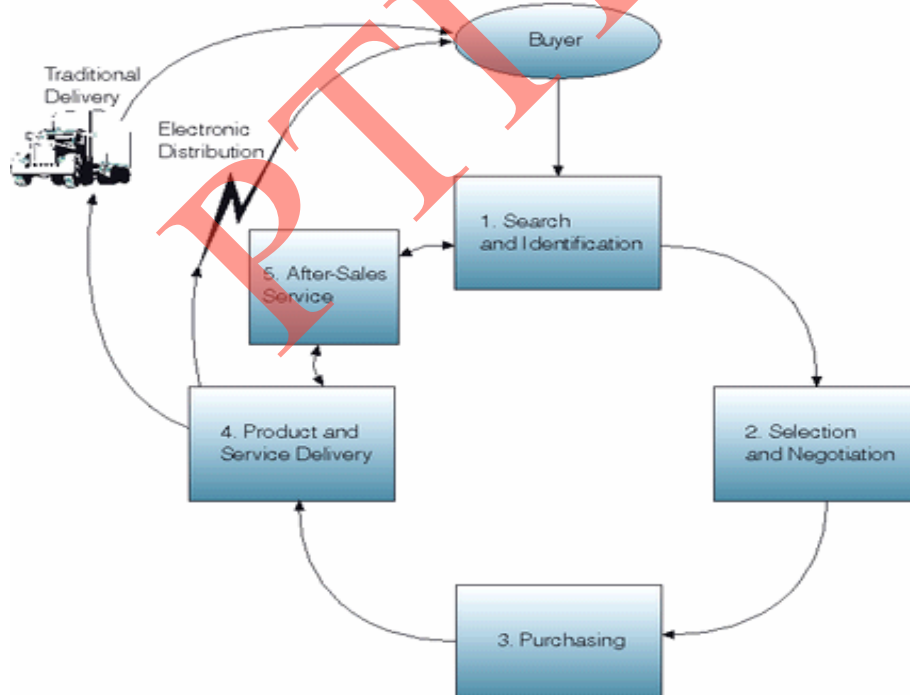 Buyer
Traditional
Delivery
Electronic
Distribution
1. Search
and Identification
5. After-Sales
Service
4. Product and
Service Delivery
2. Selection
and Negotiation
3. Purchasing